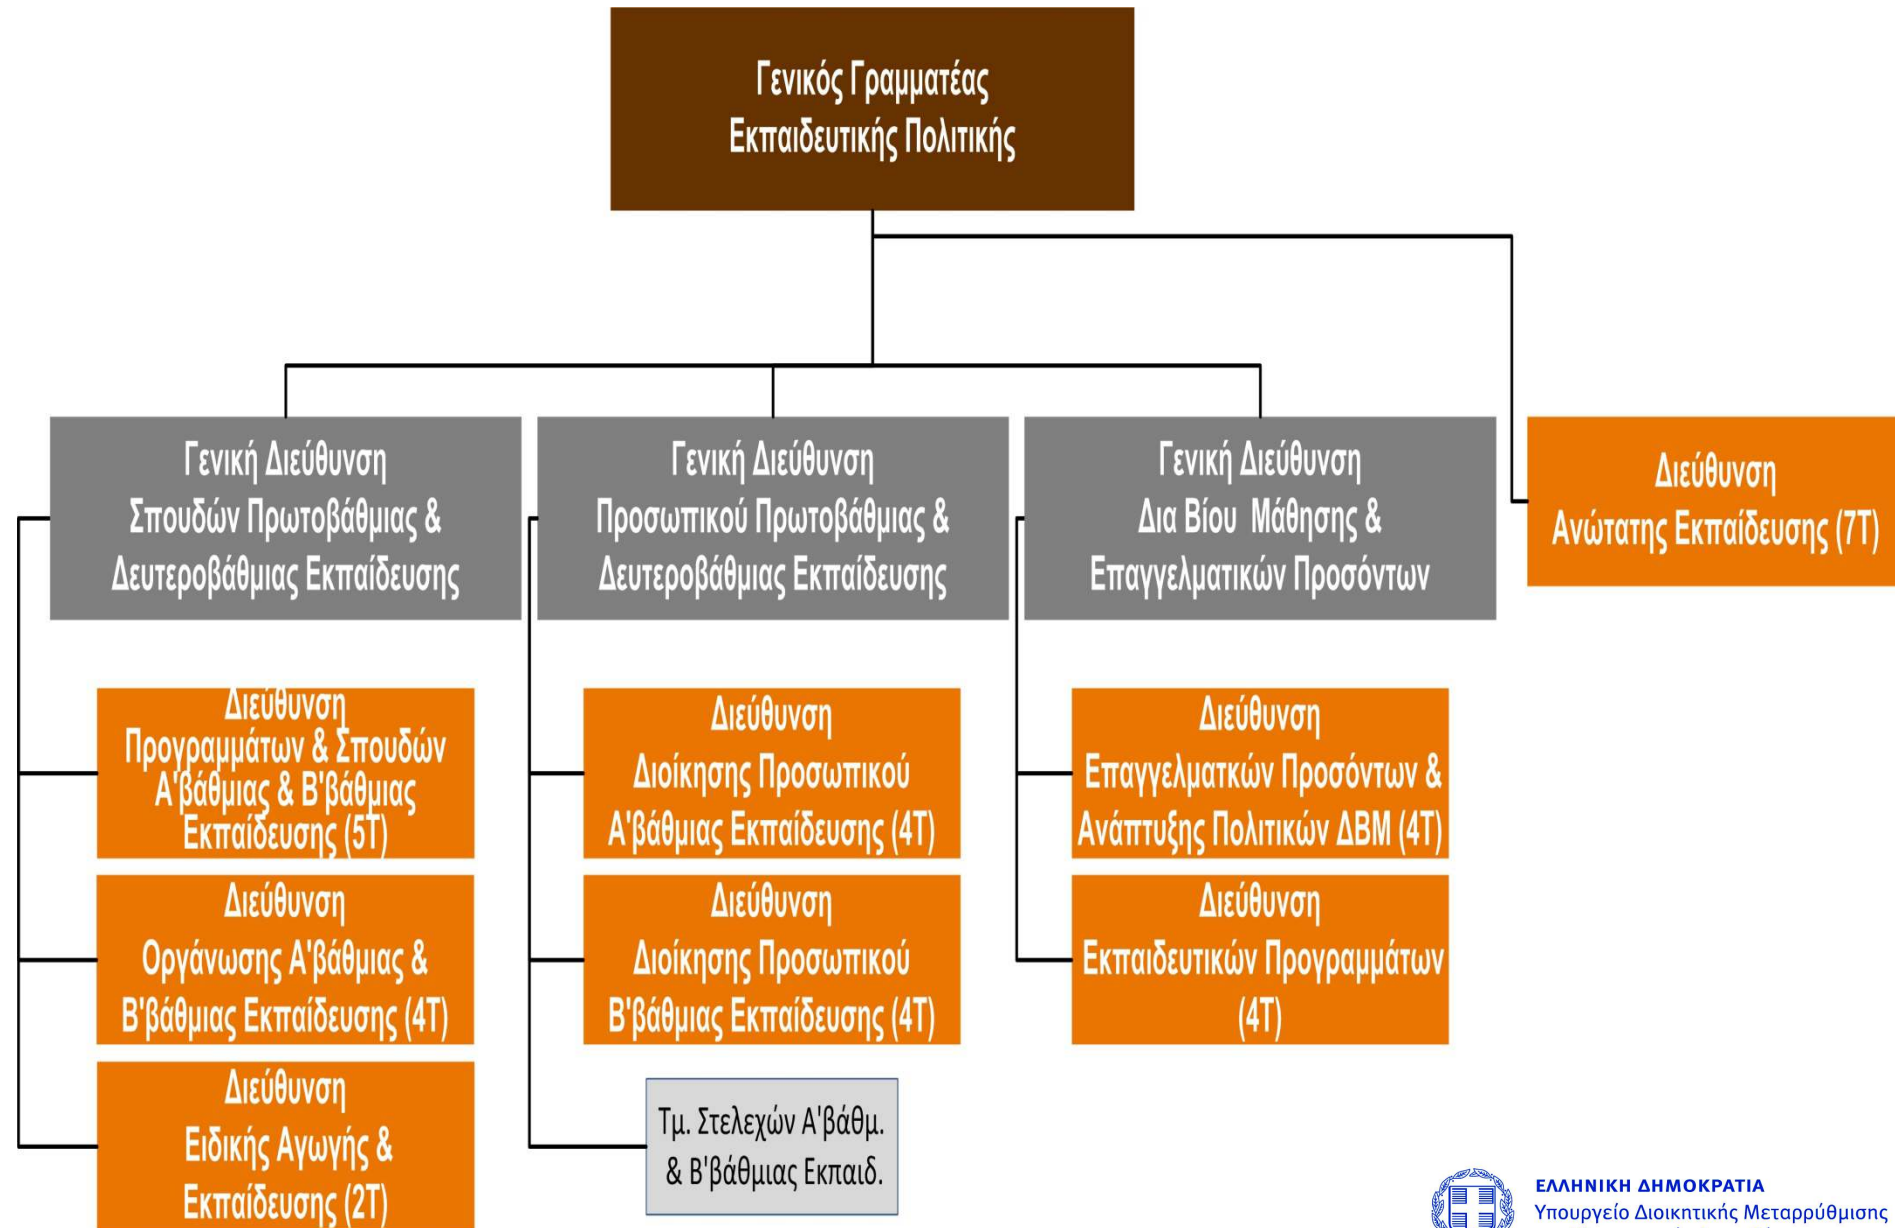 Γενικός Γραμματέας
Εκπαιδευτικής Πολιτικής
Γενική Διεύθυνση
Σπουδών Πρωτοβάθμιας &
Δευτεροβάθμιας Εκπαίδευσης
Γενική Διεύθυνση
Προσωπικού Πρωτοβάθμιας &
Δευτεροβάθμιας Εκπαίδευσης
Γενική Διεύθυνση
Δια Βίου Μάθησης &
Επαγγελματικών Προσόντων
Διεύθυνση
Ανώτατης Εκπαίδευσης (7Τ)
Διεύθυνση
Προγραμμάτων & Σπουδών
Α'βάθμιας & Β'βάθμιας
Εκπαίδευσης (5Τ)
Διεύθυνση
Οργάνωσης Α'βάθμιας &
Β'βάθμιας Εκπαίδευσης (4Τ)
Διεύθυνση
Ειδικής Αγωγής &
Εκπαίδευσης (2Τ)
Διεύθυνση
Διοίκησης Προσωπικού
Α'βάθμιας Εκπαίδευσης (4Τ)
Διεύθυνση
Διοίκησης Προσωπικού
Β'βάθμιας Εκπαίδευσης (4Τ)
Τμ. Στελεχών Α'βάθμ.
& Β'βάθμιας Εκπαιδ.
Διεύθυνση
Επαγγελματκών Προσόντων &
Ανάπτυξης Πολιτικών ΔΒΜ (4Τ)
Διεύθυνση
Εκπαιδευτικών Προγραμμάτων
(4Τ)
ΕΛΛΗΝΙΚΗ ΔΗΜΟΚΡΑΤΙΑ
Υπουργείο Διοικητικής Μεταρρύθμισης